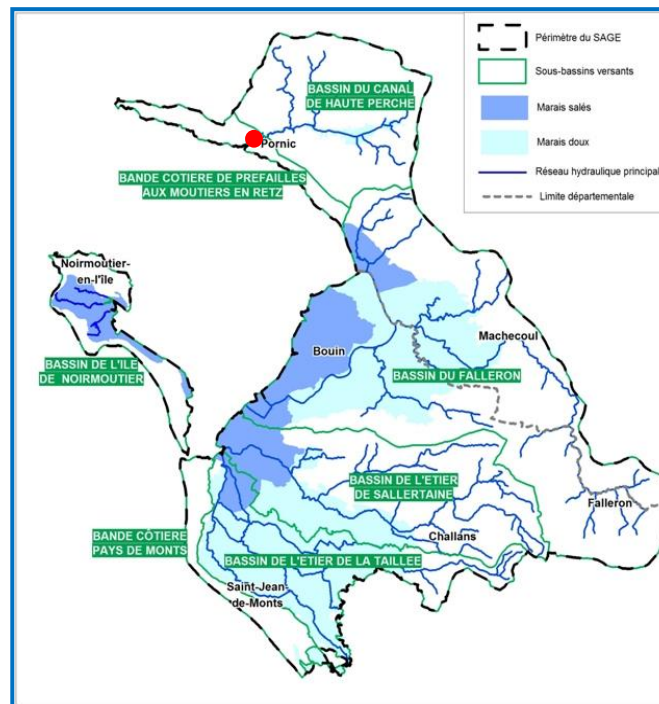 Périmètre du SAGE
Sous-bassins versants
Marais salés
Marais doux
Réseau hydraulique principal
Limite départementale
BASSIN DU CANAL
DE HAUTE PERCHE
Pornic
BANDE COTIERE DE PREFAILLES
AUX MOUTIERS EN RETZ
Noirmoutier-
en-l'île
BASSIN DE L'ILE
DE NOIRMOUTIER
Bouin
Machecoul
BASSIN DU FALLERON
BASSIN DE L'ETIER
DE SALLERTAINE
Falleron
Challans
BANDE CÔTIERE
PAYS DE MONTS
BASSIN DE L'ETIER DE LA TAILLEE
Saint-Jean-
de-Monts